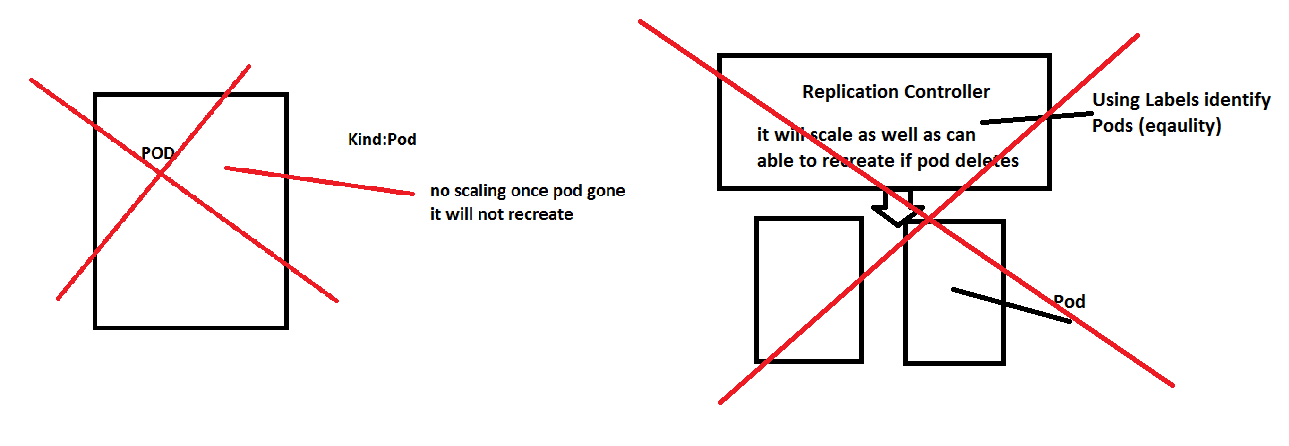 POD
Kind:Pod
no scaling once pod gone
it will not recreate
Replication Controller
it will scale as well as can
able to recreate if pod deletes
Using Labels identify
Pods (eqaulity)
Pod